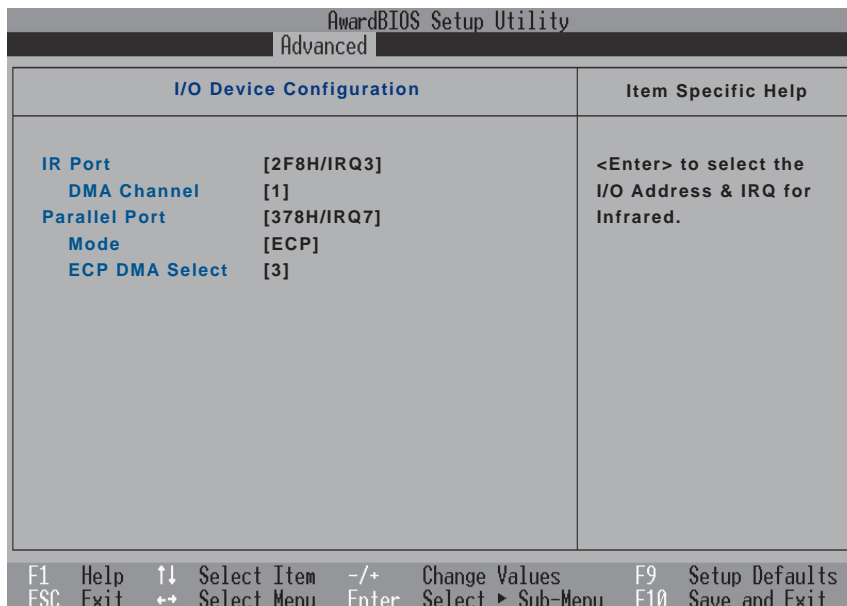 AwardBIOS Setup Utility
Advanced
I/O Device Configuration
Item Specific Help
IR Port [2F8H/IRQ3]
DMA Channel [1]
Parallel Port [378H/IRQ7]
Mode [ECP]
ECP DMA Select [3]
<Enter> to select the
I/O Address & IRQ for
Infrared.
F1 Help ↑↓ Select Item -/+ Change Values F9 Setup Defaults
ESC Exit ←→ Select Menu Enter Select ▶ Sub-Menu F10 Save and Exit